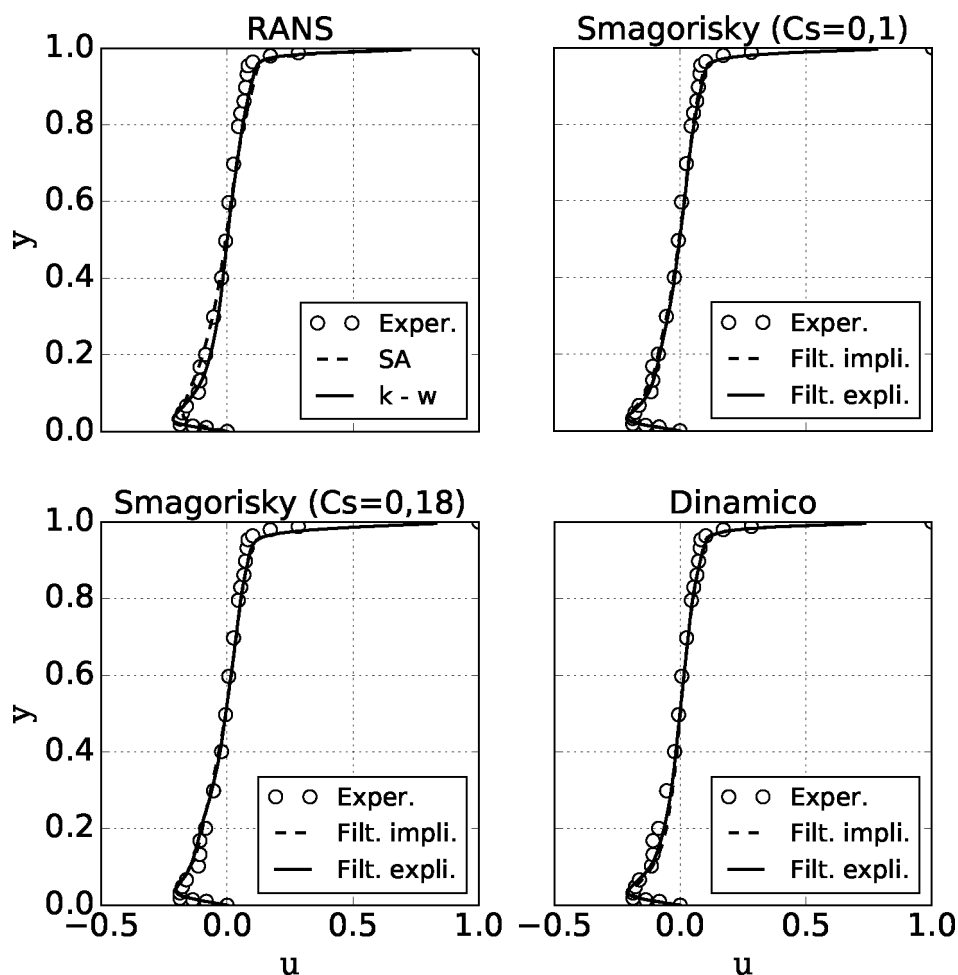 RANS
1.0
0.8
0.6
0.4
0.2
0.0
y
Exper.
SA
k - w
Smagorisky (Cs=0,1)
Exper.
Filt. impli.
Filt. expli.
Smagorisky (Cs=0,18)
1.0
0.8
0.6
0.4
0.2
0.0
y
Exper.
Filt. impli.
Filt. expli.
−0.5
0.0
0.5
1.0
u
Dinamico
Exper.
Filt. impli.
Filt. expli.
−0.5
0.0
0.5
1.0
u